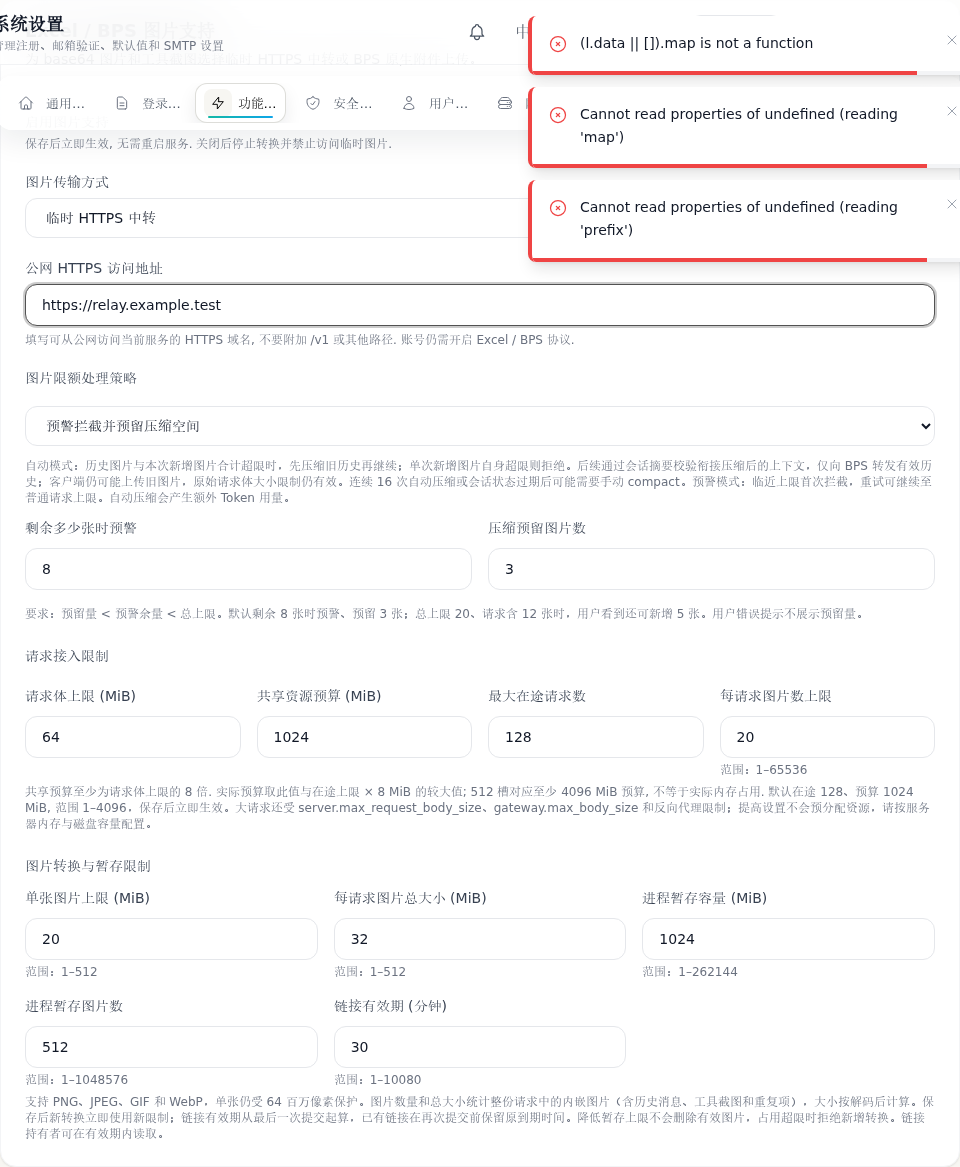 系统设置
管理注册、邮箱验证、默认值和 SMTP 设置
中
(l.data || []).map is not a function
Cannot read properties of undefined (reading
'map')
Cannot read properties of undefined (reading
'prefix')
通用...
登录...
功能...
安全...
用户...
保存后立即生效, 无需重启服务. 关闭后停止转换并禁止访问临时图片.
图片传输方式
临时 HTTPS 中转
公网 HTTPS 访问地址
https://relay.example.test
填写可从公网访问当前服务的 HTTPS 域名, 不要附加 /v1 或其他路径. 账号仍需开启 Excel / BPS 协议.
图片限额处理策略
预警拦截并预留压缩空间
自动模式：历史图片与本次新增图片合计超限时，先压缩旧历史再继续；单次新增图片自身超限则拒绝。后续通过会话摘要校验衔接压缩后的上下文，仅向 BPS 转发有效历
史；客户端仍可能上传旧图片，原始请求体大小限制仍有效。连续 16 次自动压缩或会话状态过期后可能需要手动 compact。预警模式：临近上限首次拦截，重试可继续至
普通请求上限。自动压缩会产生额外 Token 用量。
剩余多少张时预警
压缩预留图片数
8
3
要求：预留量 < 预警余量 < 总上限。默认剩余 8 张时预警、预留 3 张；总上限 20、请求含 12 张时，用户看到还可新增 5 张。用户错误提示不展示预留量。
请求接入限制
请求体上限 (MiB)
共享资源预算 (MiB)
最大在途请求数
每请求图片数上限
64
1024
128
20
范围：1–65536
共享预算至少为请求体上限的 8 倍. 实际预算取此值与在途上限 × 8 MiB 的较大值; 512 槽对应至少 4096 MiB 预算, 不等于实际内存占用. 默认在途 128、预算 1024
MiB, 范围 1–4096，保存后立即生效。大请求还受 server.max_request_body_size、gateway.max_body_size 和反向代理限制；提高设置不会预分配资源，请按服务
器内存与磁盘容量配置。
图片转换与暂存限制
单张图片上限 (MiB)
每请求图片总大小 (MiB)
进程暂存容量 (MiB)
20
32
1024
范围：1–512
范围：1–512
范围：1–262144
进程暂存图片数
链接有效期 (分钟)
512
30
范围：1–1048576
范围：1–10080
支持 PNG、JPEG、GIF 和 WebP，单张仍受 64 百万像素保护。图片数量和总大小统计整份请求中的内嵌图片（含历史消息、工具截图和重复项），大小按解码后计算。保
存后新转换立即使用新限制；链接有效期从最后一次提交起算，已有链接在再次提交前保留原到期时间。降低暂存上限不会删除有效图片，占用超限时拒绝新增转换。链接
持有者可在有效期内读取。